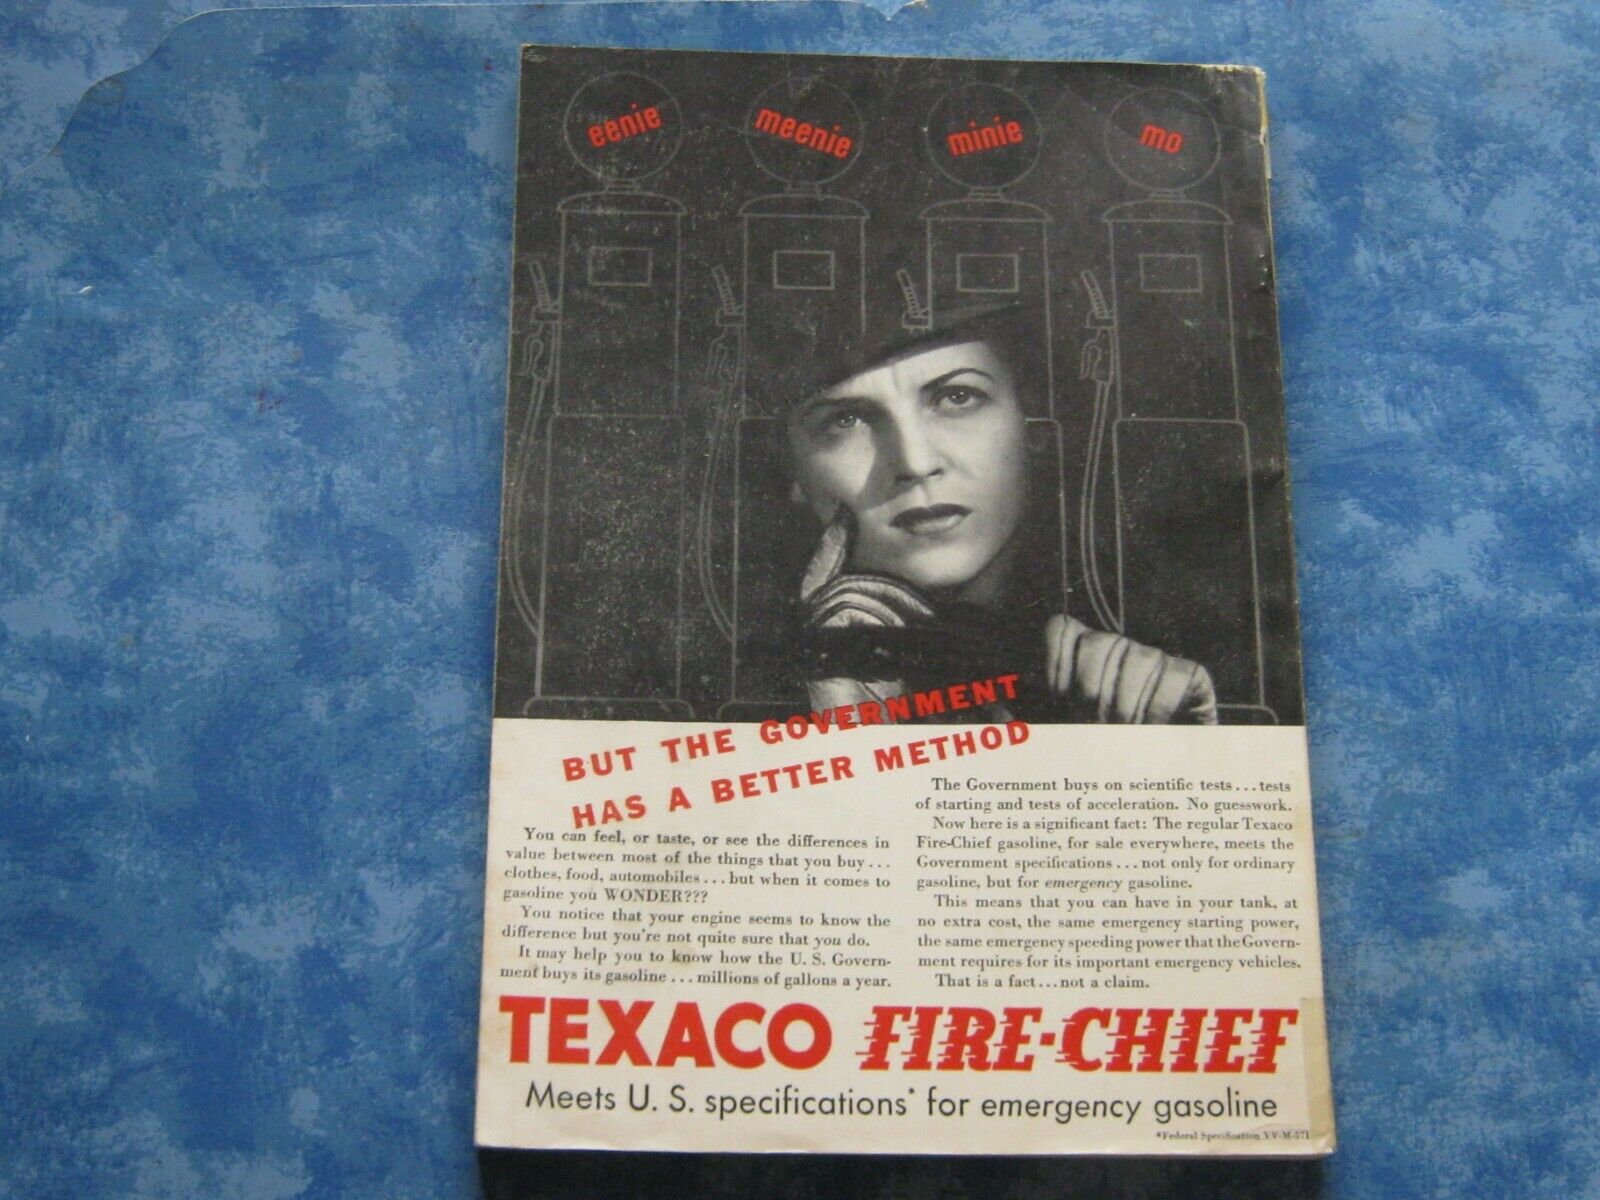 eenie meenie minie mo
BUT THE GOVERNMENT
HAS A BETTER METHOD
You can feel, or taste, or see the differences in
value between most of the things that you buy...
clothes, food, automobiles...but when it comes to
gasoline you WONDER???
You notice that your engine seems to know the
difference but you're not quite sure that you do.
It may help you to know how the U. S. Govern-
ment buys its gasoline...millions of gallons a year.
The Government buys on scientific tests...tests
of starting and tests of acceleration. No guesswork.
Now here is a significant fact: The regular Texaco
Fire-Chief gasoline, for sale everywhere, meets the
Government specifications...not only for ordinary
gasoline, but for emergency gasoline.
This means that you can have in your tank, at
no extra cost, the same emergency starting power,
the same emergency speeding power that the Govern-
ment requires for its important emergency vehicles.
That is a fact...not a claim.
TEXACO FIRE-CHIEF
Meets U. S. specifications* for emergency gasoline
*Federal Specification VV-M-571